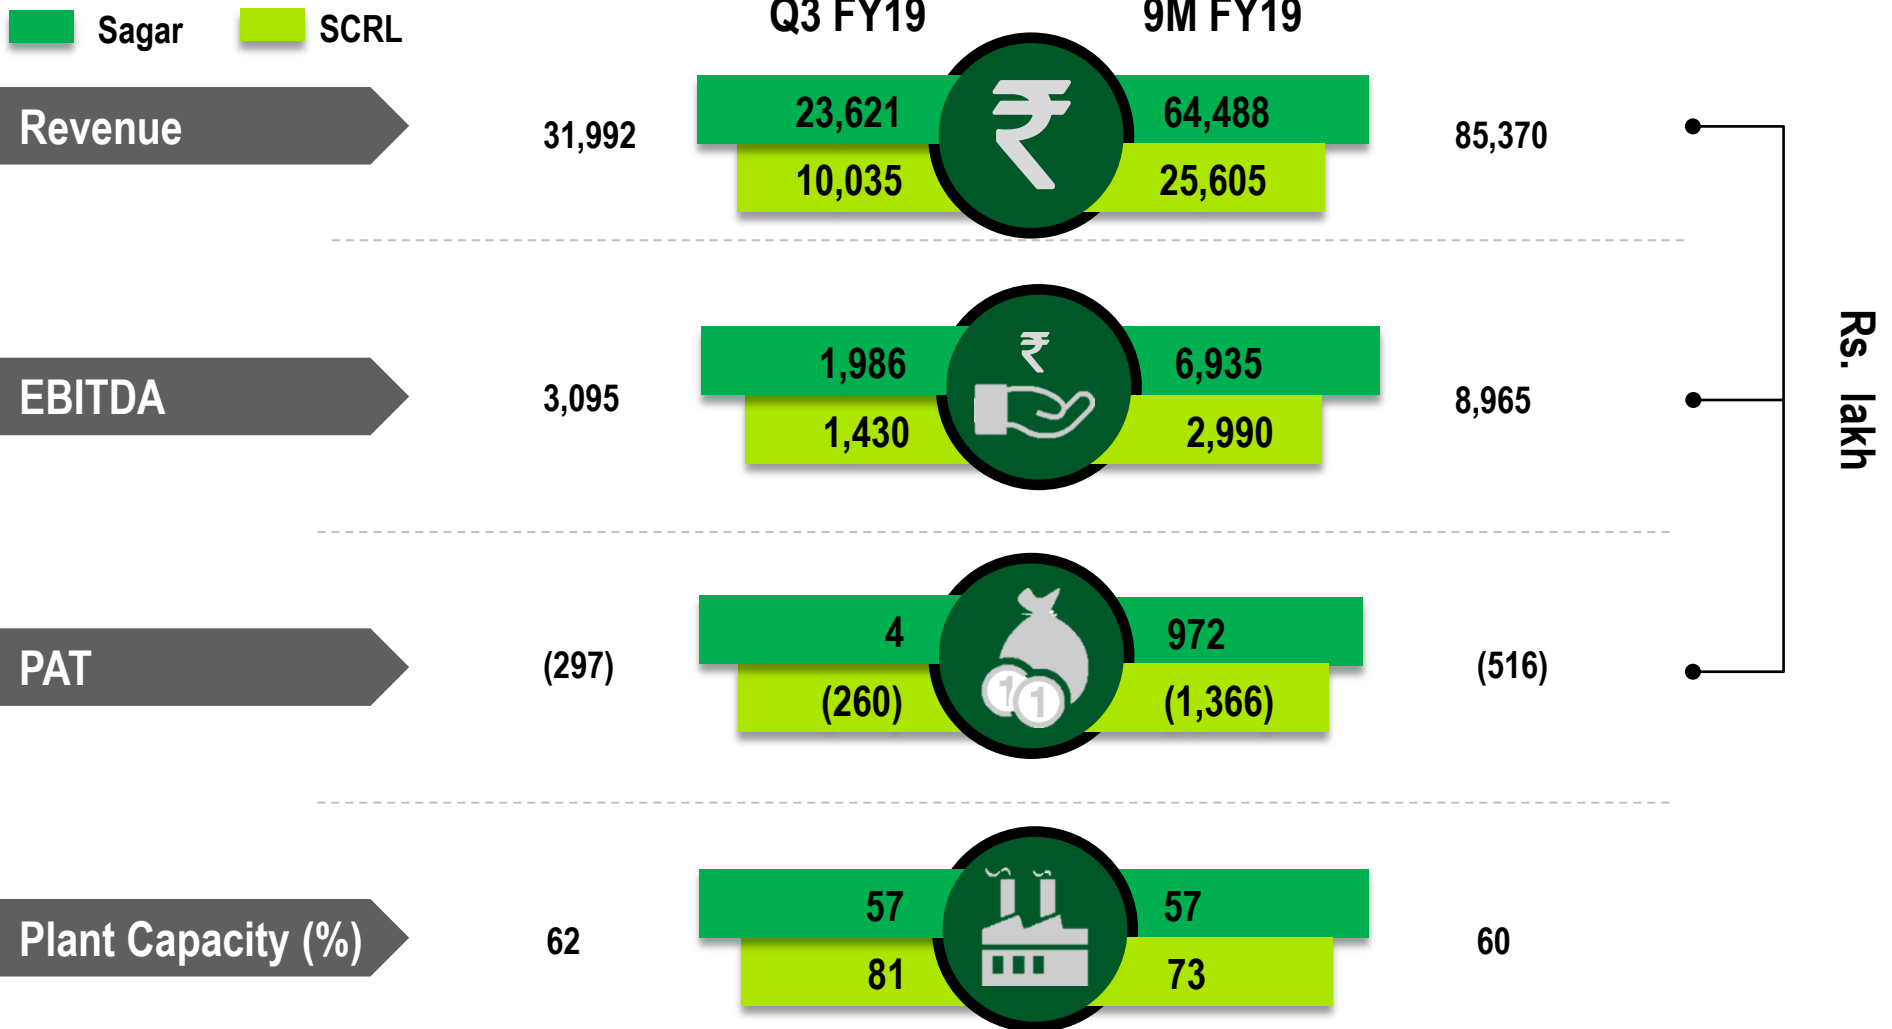 Sagar SCRL Q3 FY19 9M FY19
Revenue 31,992 23,621 64,488 85,370
10,035 25,605
EBITDA 3,095 1,986 6,935 8,965
1,430 2,990
PAT (297) 4 972 (516)
(260) (1,366)
Plant Capacity (%) 62 57 57 60
81 73
Rs. lakh
₹
₹
1 1